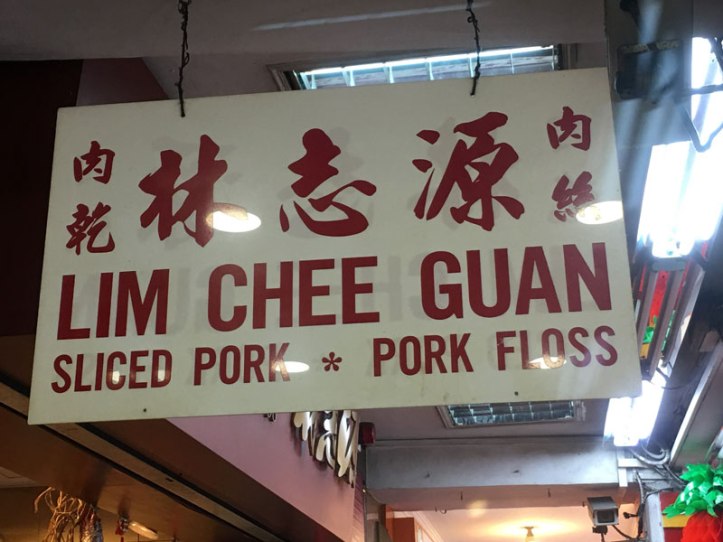 肉乾 林志源 肉絲
LIM CHEE GUAN
SLICED PORK * PORK FLOSS